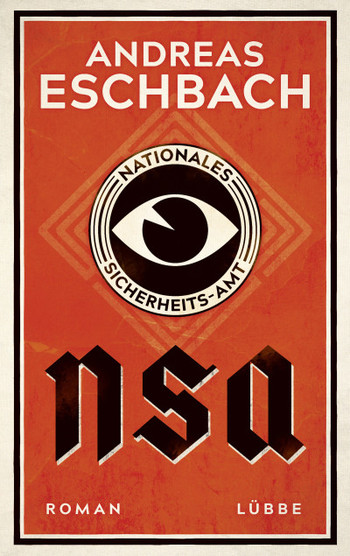 ANDREAS
ESCHBACH
NATIONALES
SICHERHEITS-AMT
nsa
ROMAN LÜBBE